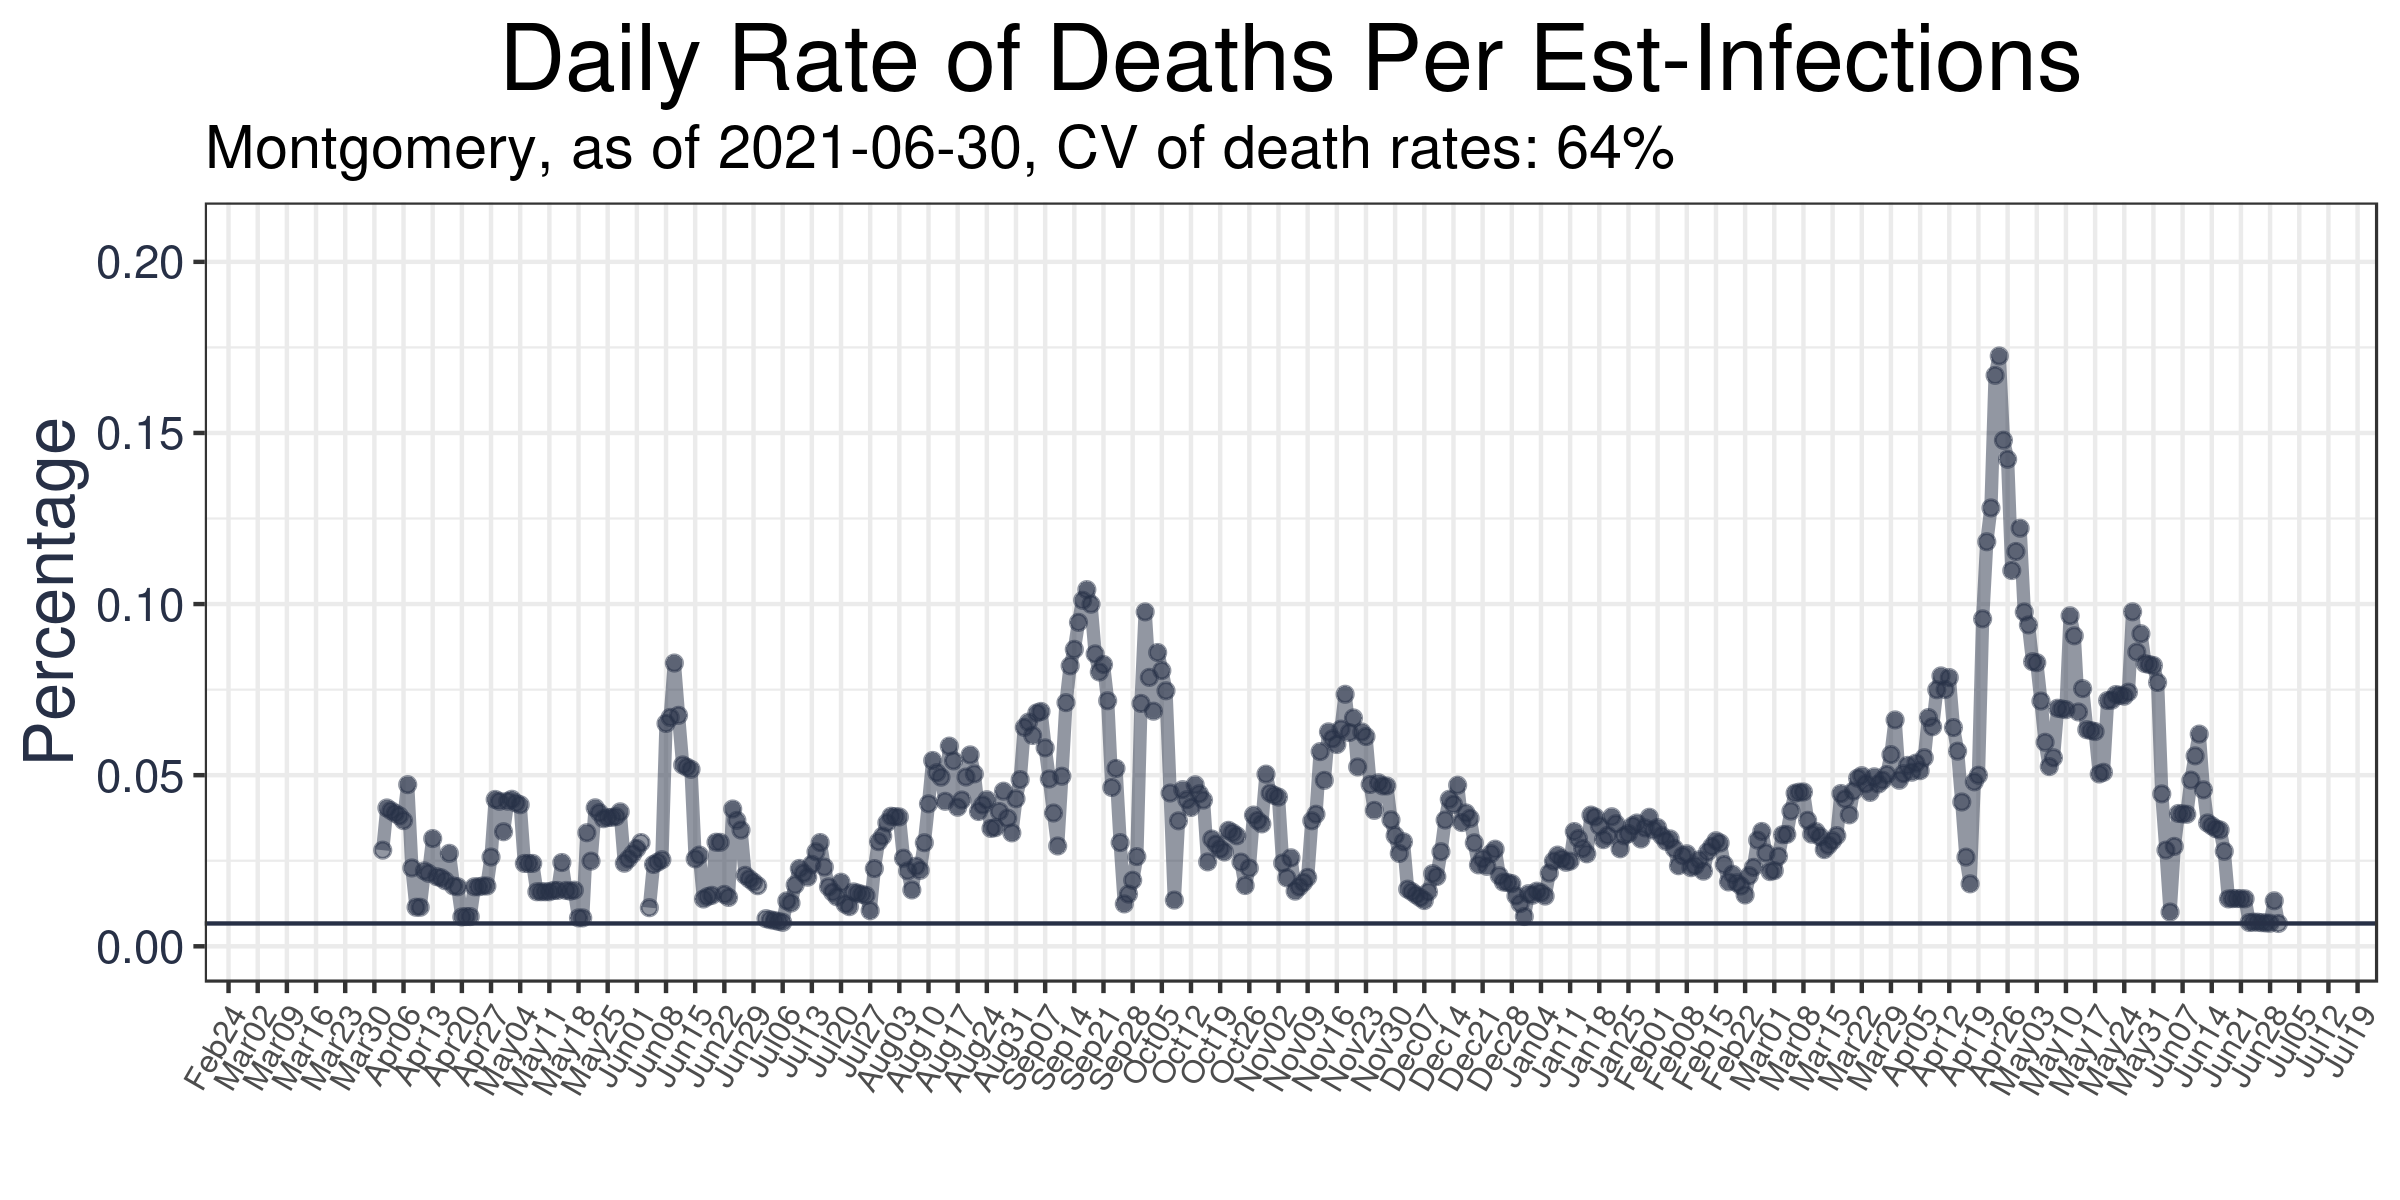 Daily Rate of Deaths Per Est-Infections
Montgomery, as of 2021-06-30, CV of death rates: 64%
Percentage
0.20
0.15
0.10
0.05
0.00
Feb24 Mar02 Mar09 Mar16 Mar23 Mar30 Apr06 Apr13 Apr20 Apr27 May04 May11 May18 May25 Jun01 Jun08 Jun15 Jun22 Jun29 Jul06 Jul13 Jul20 Jul27 Aug03 Aug10 Aug17 Aug24 Aug31 Sep07 Sep14 Sep21 Sep28 Oct05 Oct12 Oct19 Oct26 Nov02 Nov09 Nov16 Nov23 Nov30 Dec07 Dec14 Dec21 Dec28 Jan04 Jan11 Jan18 Jan25 Feb01 Feb08 Feb15 Feb22 Mar01 Mar08 Mar15 Mar22 Mar29 Apr05 Apr12 Apr19 Apr26 May03 May10 May17 May24 May31 Jun07 Jun14 Jun21 Jun28 Jul05 Jul12 Jul19